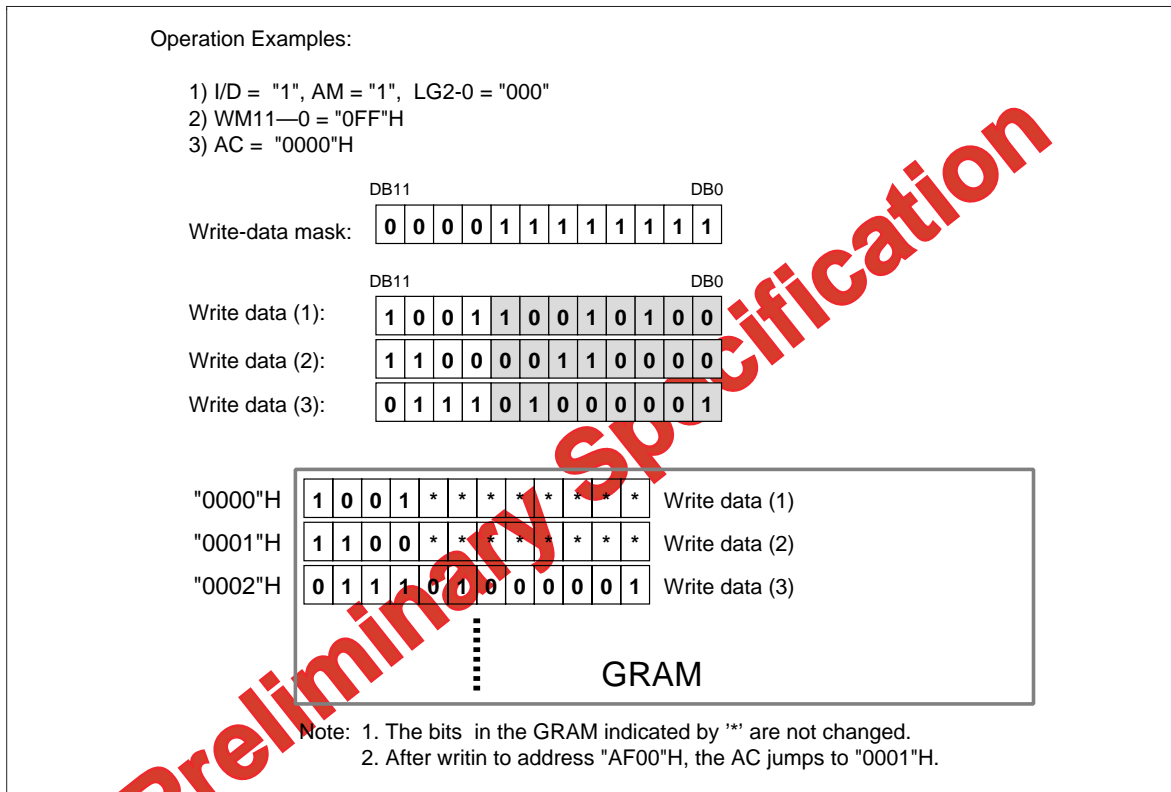 Operation Examples:
1) I/D = "1", AM = "1", LG2-0 = "000"
2) WM11—0 = "0FF"H
3) AC = "0000"H
DB11 DB0
Write-data mask: 0 0 0 0 1 1 1 1 1 1 1 1
DB11 DB0
Write data (1): 1 0 0 1 1 0 0 1 0 1 0 0
Write data (2): 1 1 0 0 0 0 1 1 0 0 0 0
Write data (3): 0 1 1 1 0 1 0 0 0 0 0 1
"0000"H 1 0 0 1 * * * * * * * * Write data (1)
"0001"H 1 1 0 0 * * * * * * * * Write data (2)
"0002"H 0 1 1 1 0 1 0 0 0 0 0 1 Write data (3)
GRAM
Note: 1. The bits in the GRAM indicated by '*' are not changed.
2. After writin to address "AF00"H, the AC jumps to "0001"H.
Preliminary Specification